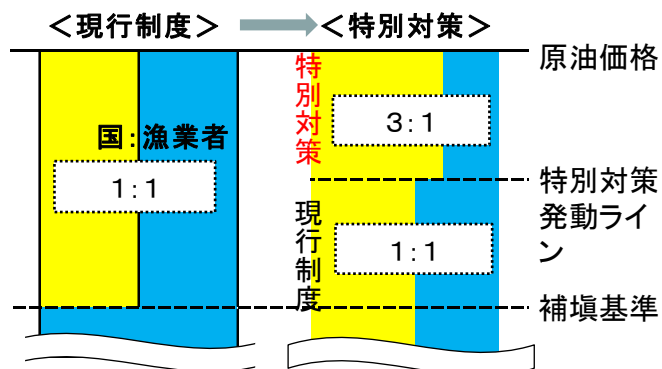 <現行制度>
<特別対策>
原油価格
特別対策
3:1
国:漁業者
1:1
特別対策
発動ライ
ン
現行制度
1:1
補塡基準